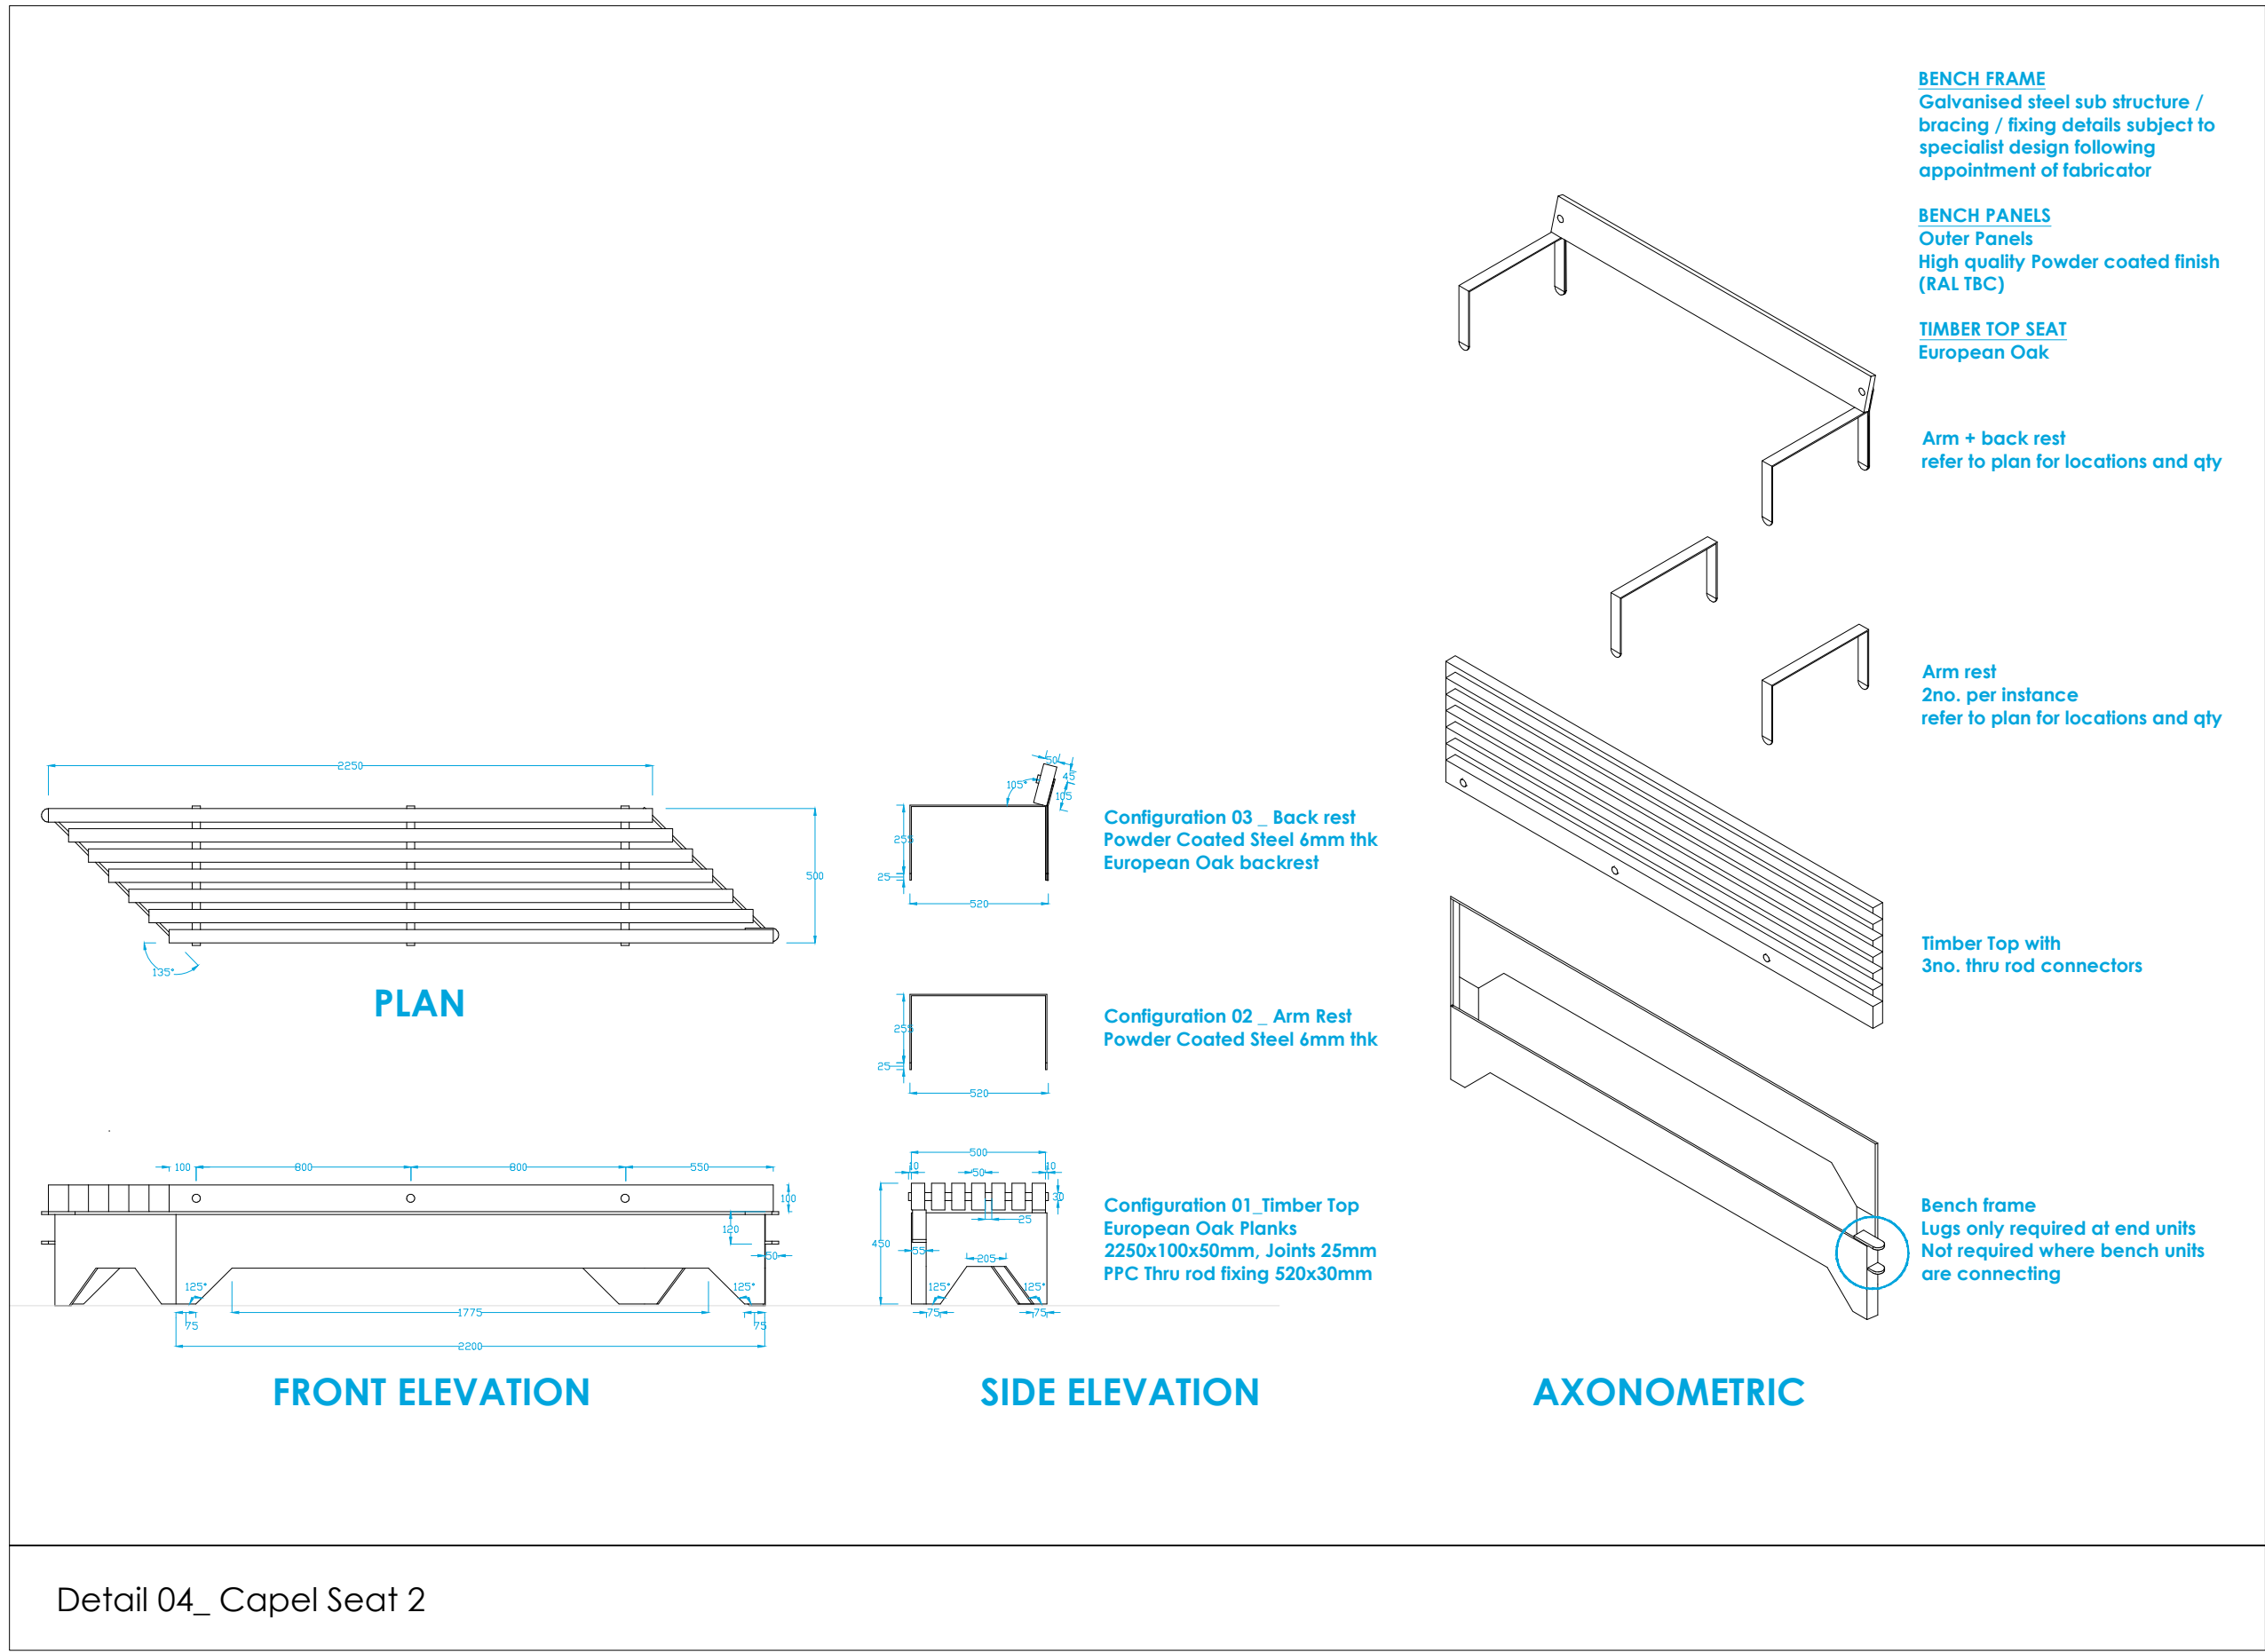 BENCH FRAME
Galvanised steel sub structure /
bracing / fixing details subject to
specialist design following
appointment of fabricator
BENCH PANELS
Outer Panels
High quality Powder coated finish
(RAL TBC)
TIMBER TOP SEAT
European Oak
Arm + back rest
refer to plan for locations and qty
Arm rest
2no. per instance
refer to plan for locations and qty
Timber Top with
3no. thru rod connectors
Bench frame
Lugs only required at end units
Not required where bench units
are connecting
2250
500
135°
PLAN
50
45
105°
105
255
25
520
Configuration 03 _ Back rest
Powder Coated Steel 6mm thk
European Oak backrest
255
25
520
Configuration 02 _ Arm Rest
Powder Coated Steel 6mm thk
100
800
800
550
100
120
50
125°
125°
1775
75
75
2200
500
10
50
10
30
25
450
55
205
125°
125°
75
75
Configuration 01_Timber Top
European Oak Planks
2250x100x50mm, Joints 25mm
PPC Thru rod fixing 520x30mm
FRONT ELEVATION
SIDE ELEVATION
AXONOMETRIC
Detail 04_ Capel Seat 2